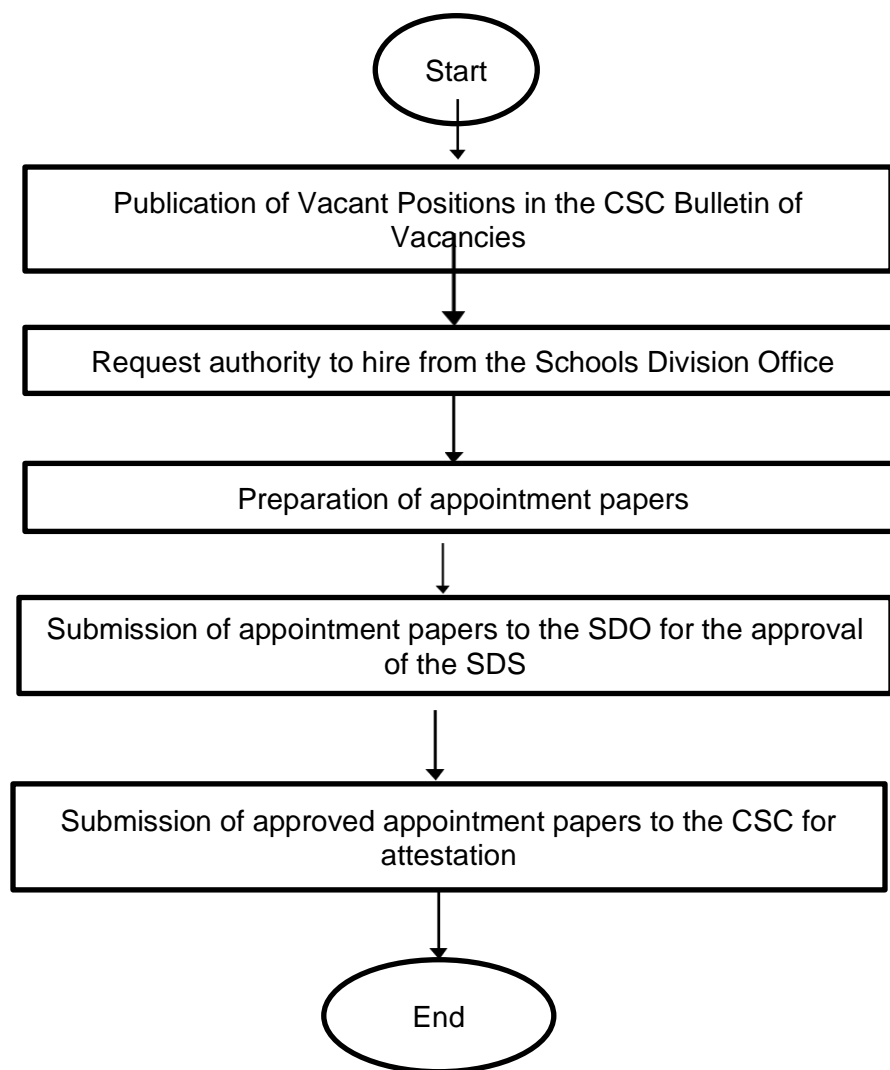 Start
Publication of Vacant Positions in the CSC Bulletin of
Vacancies
Request authority to hire from the Schools Division Office
Preparation of appointment papers
Submission of appointment papers to the SDO for the approval
of the SDS
Submission of approved appointment papers to the CSC for
attestation
End